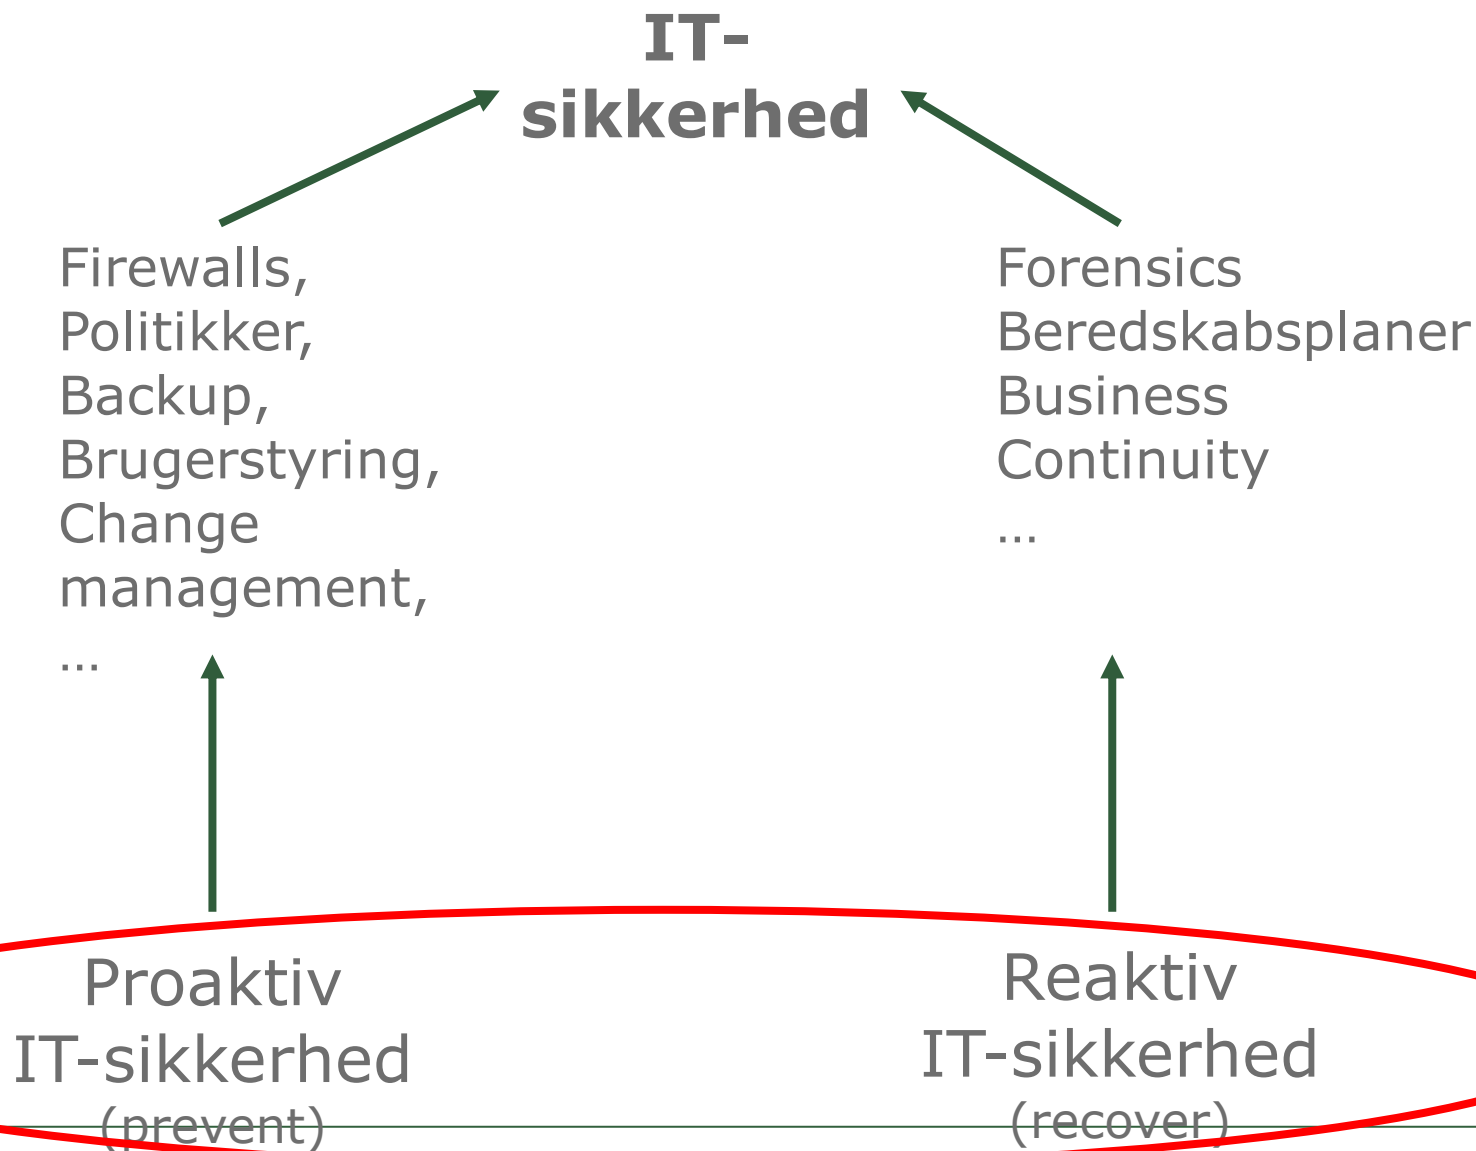 IT-
sikkerhed
Firewalls,
Politikker,
Backup,
Brugerstyring,
Change
management,
…
Forensics
Beredskabsplaner
Business
Continuity
…
Proaktiv
IT-sikkerhed
(prevent)
Reaktiv
IT-sikkerhed
(recover)